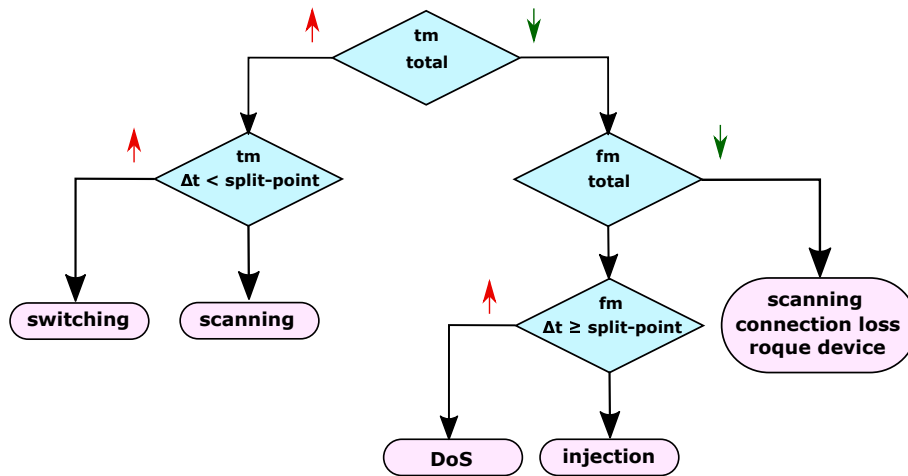 tm
total
tm
Δt < split-point
fm
total
switching
scanning
fm
Δt ≥ split-point
scanning
connection loss
roque device
DoS
injection